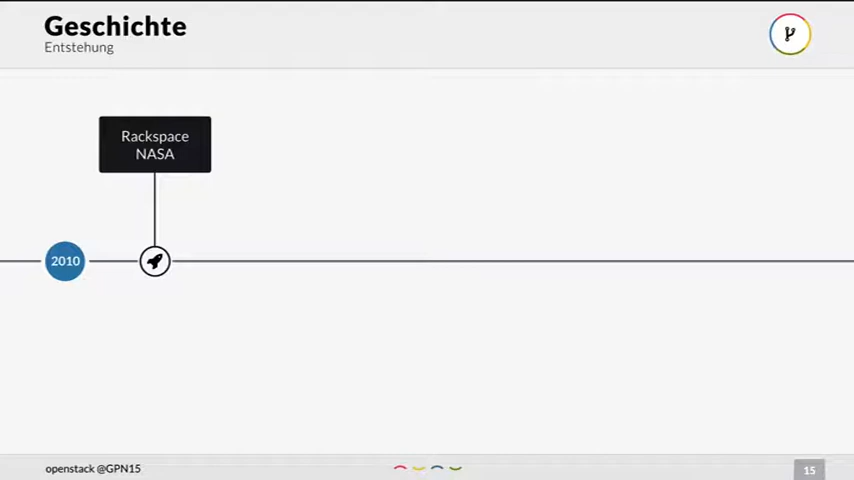 Geschichte
Entstehung
Rackspace
NASA
2010
openstack @GPN15
15